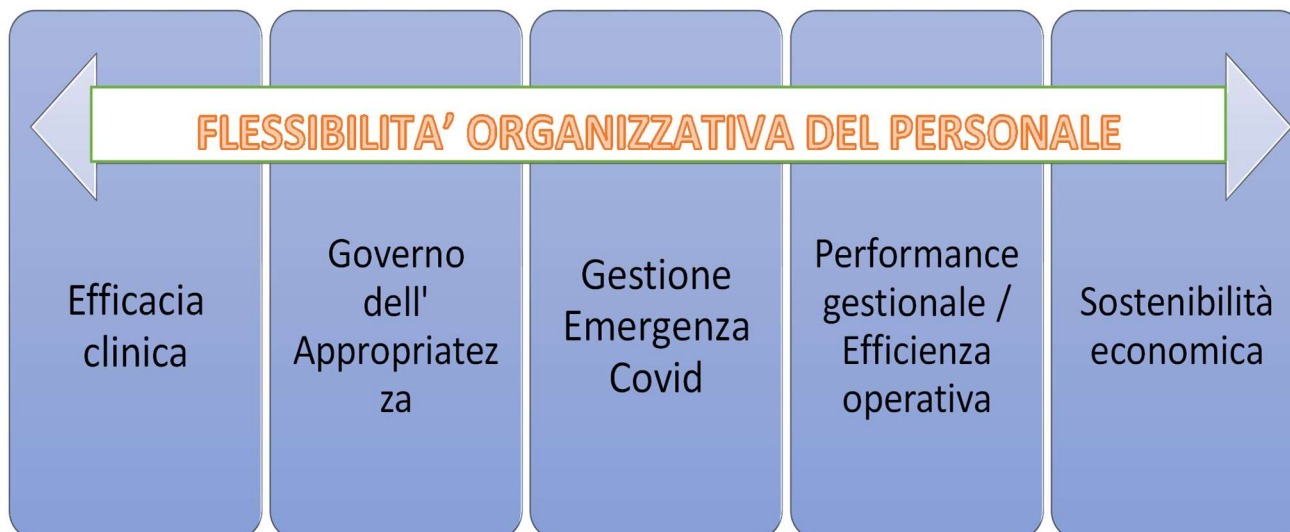 FLESSIBILITA’ ORGANIZZATIVA DEL PERSONALE
Efficacia
clinica
Governo
dell'
Appropriatez
za
Gestione
Emergenza
Covid
Performance
gestionale /
Efficienza
operativa
Sostenibilità
economica